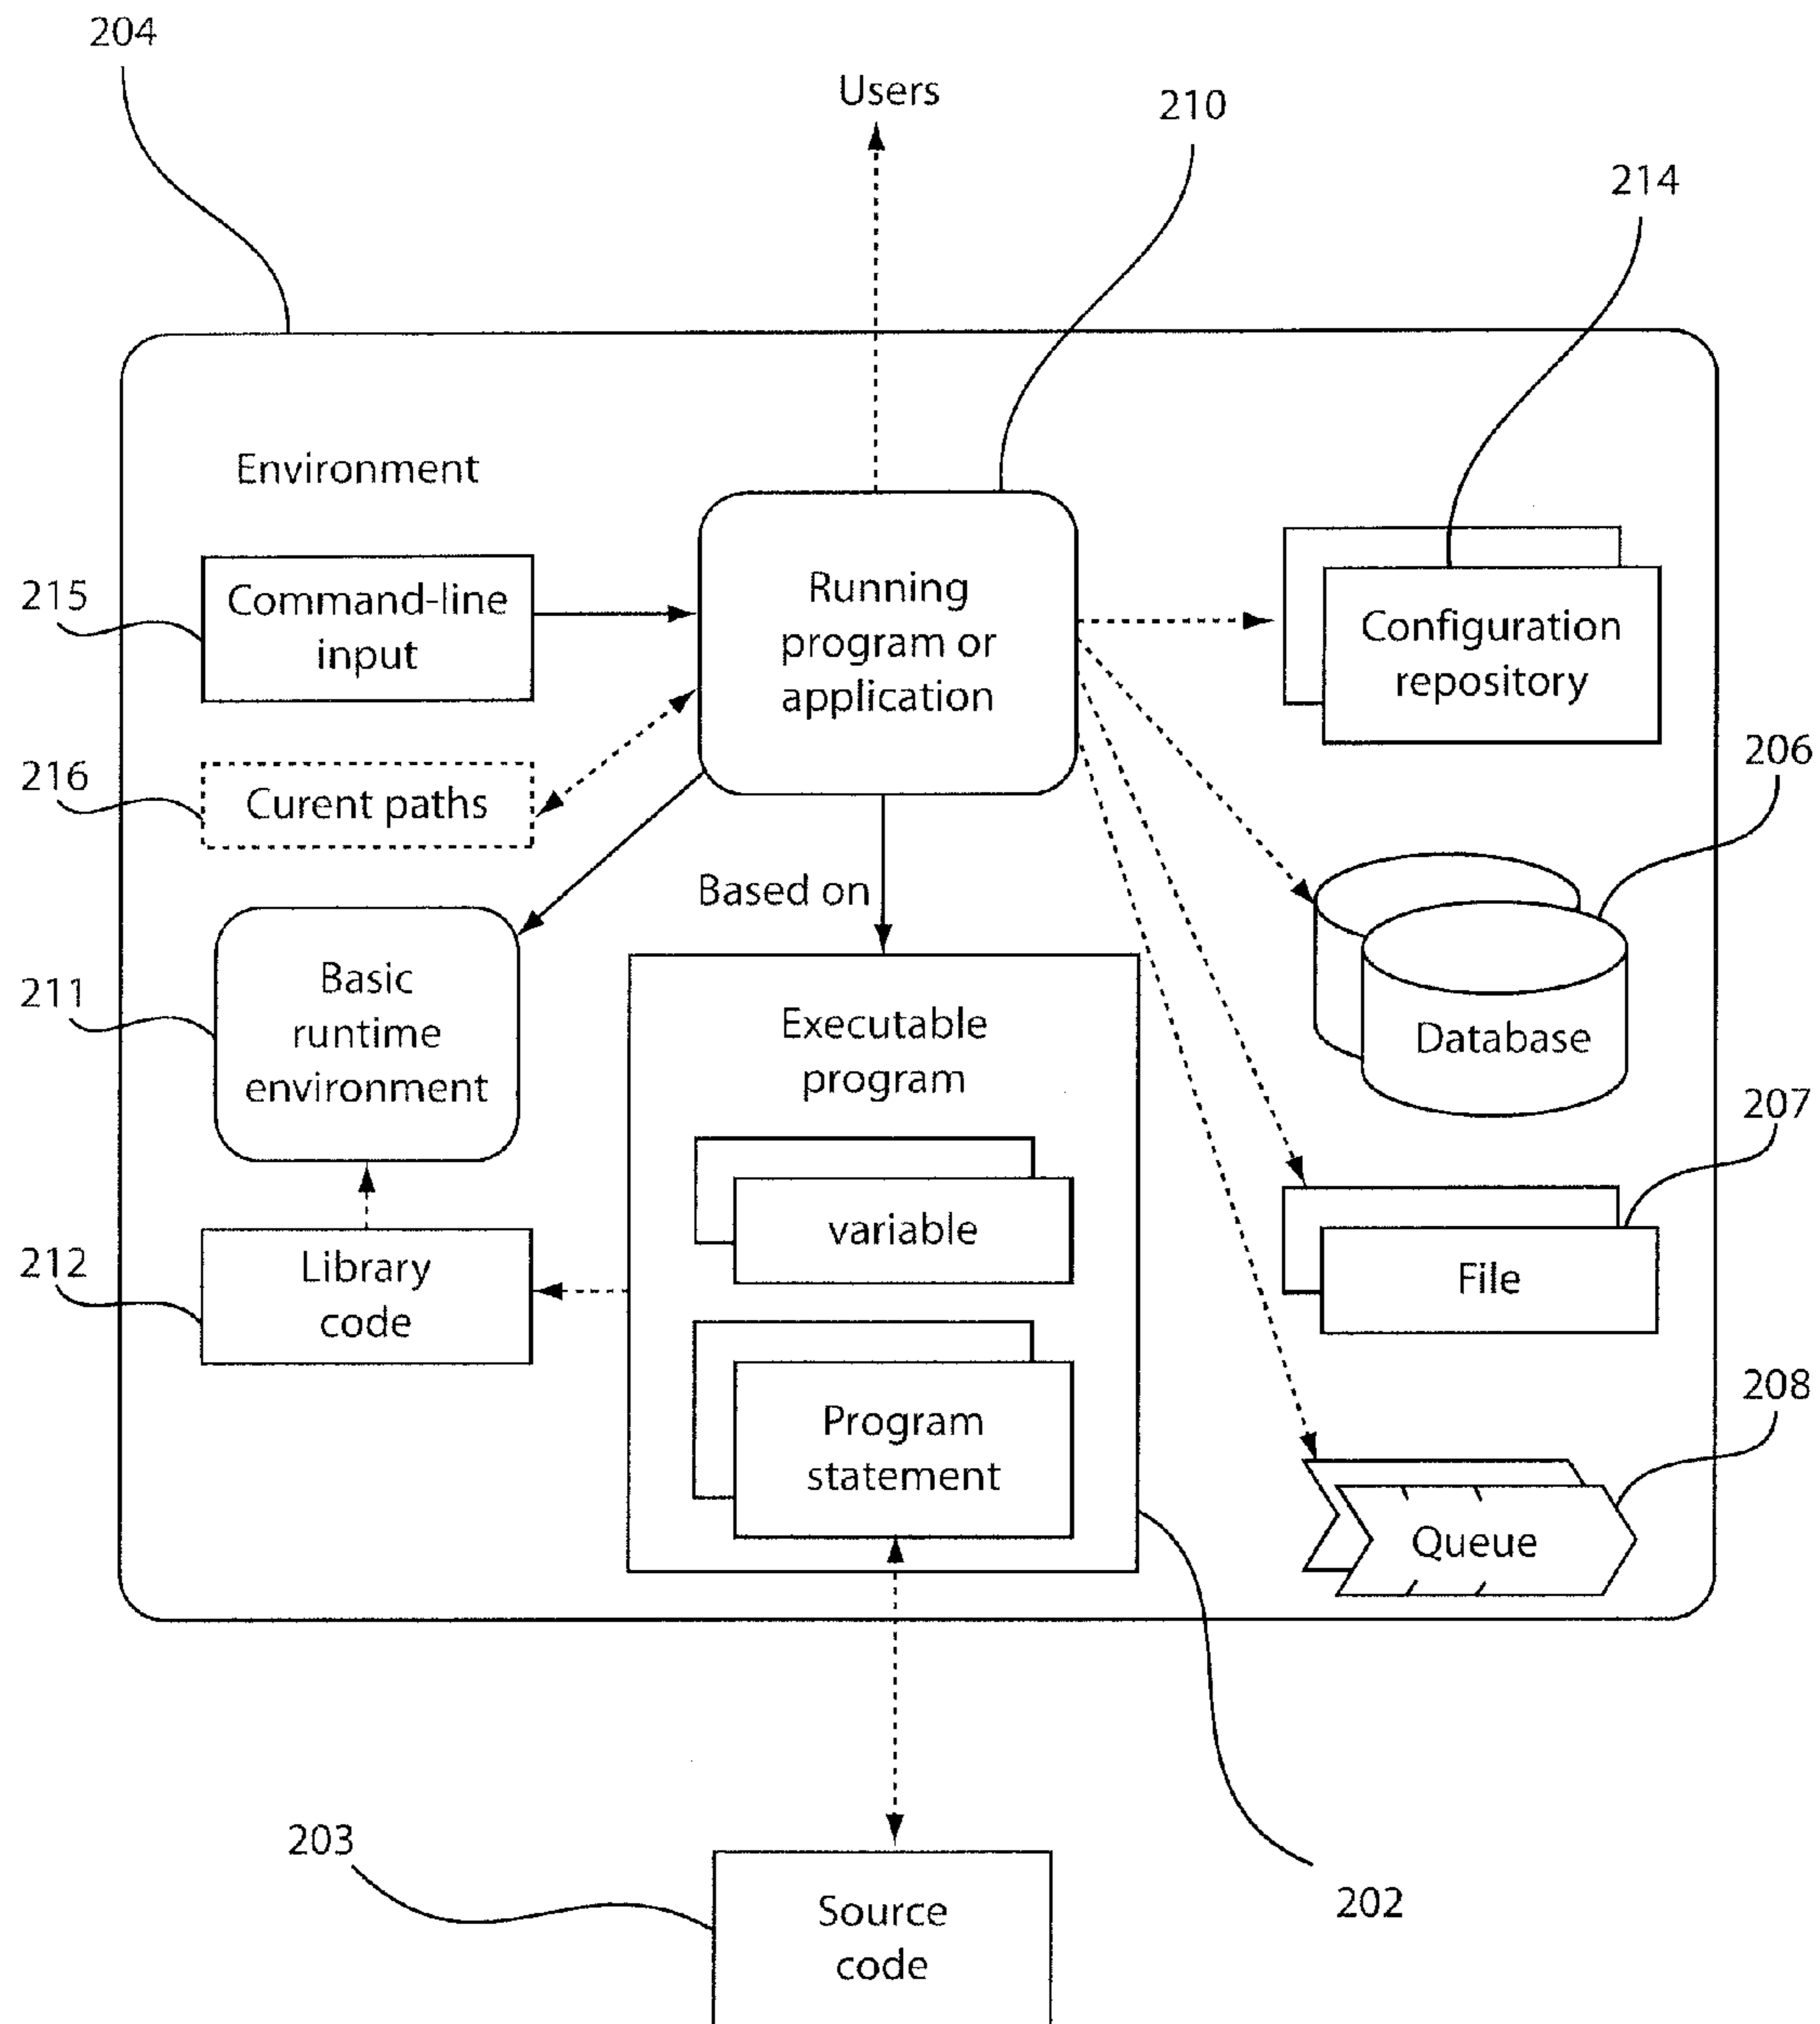 204
Users
210
214
Environment
215
Command-line
input
Running
program or
application
Configuration
repository
216
Curent paths
206
Based on
211
Basic
runtime
environment
Executable
program
Database
207
variable
212
Library
code
File
208
Program
statement
Queue
203
Source
code
202